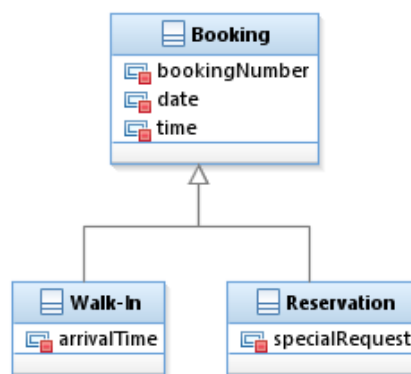 Booking
bookingNumber
date
time
Walk-In
arrivalTime
Reservation
specialRequest